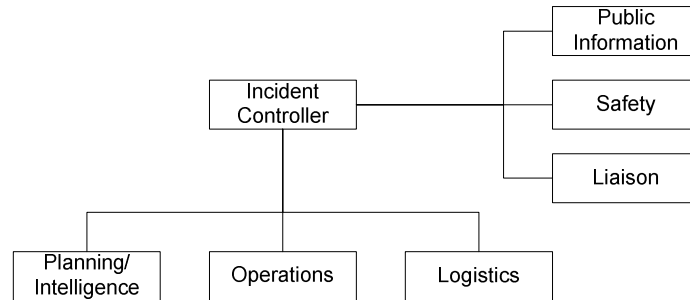 Public
Information
Incident
Controller
Safety
Liaison
Planning/
Intelligence
Operations
Logistics